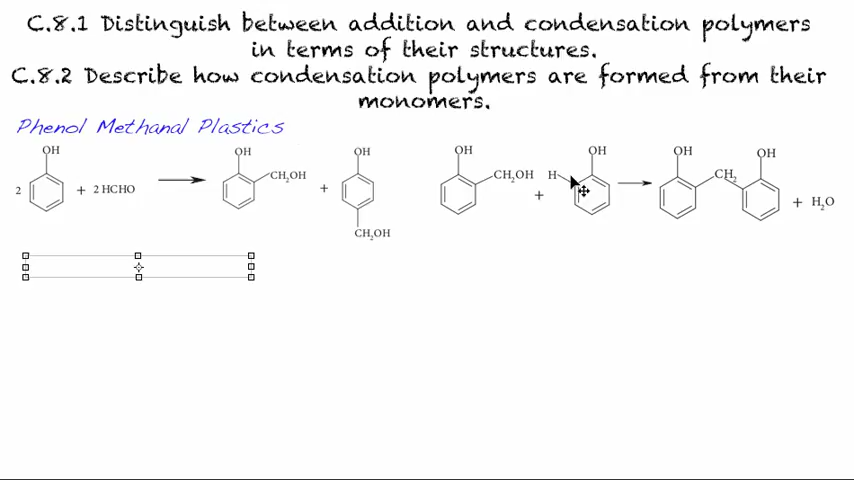 C.8.1 Distinguish between addition and condensation polymers
in terms of their structures.
C.8.2 Describe how condensation polymers are formed from their
monomers.
Phenol Methanal Plastics
OH OH OH OH OH OH OH
2 + 2 HCHO CH₂OH + CH₂OH + H CH₂ + H₂O
CH₂OH